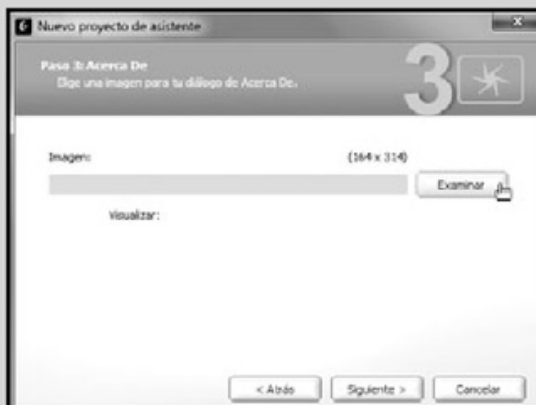 Nuevo proyecto de asistente
Paso 3: Acerca De
Elige una imagen para tu diálogo de Acerca De.
3
Imagen: (164 x 314)
Examinar
Visualizar:
< Atrás Siguiente > Cancelar